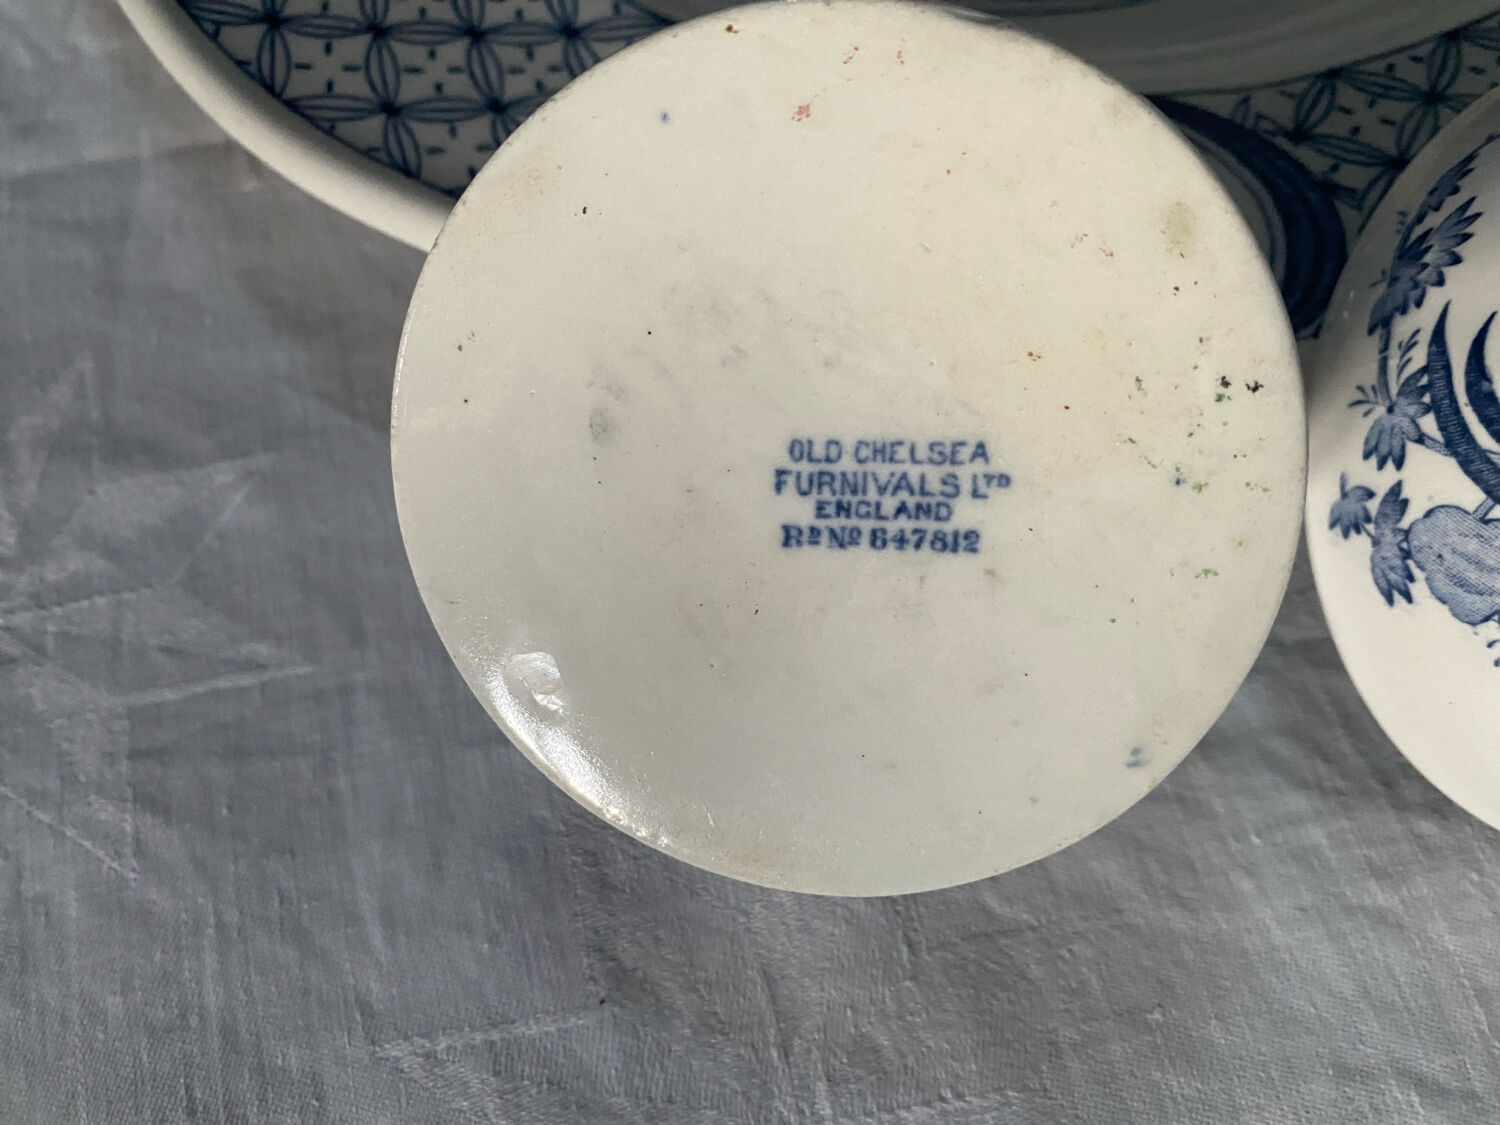 OLD CHELSEA
FURNIVALS LTD
ENGLAND
Rd No 647812